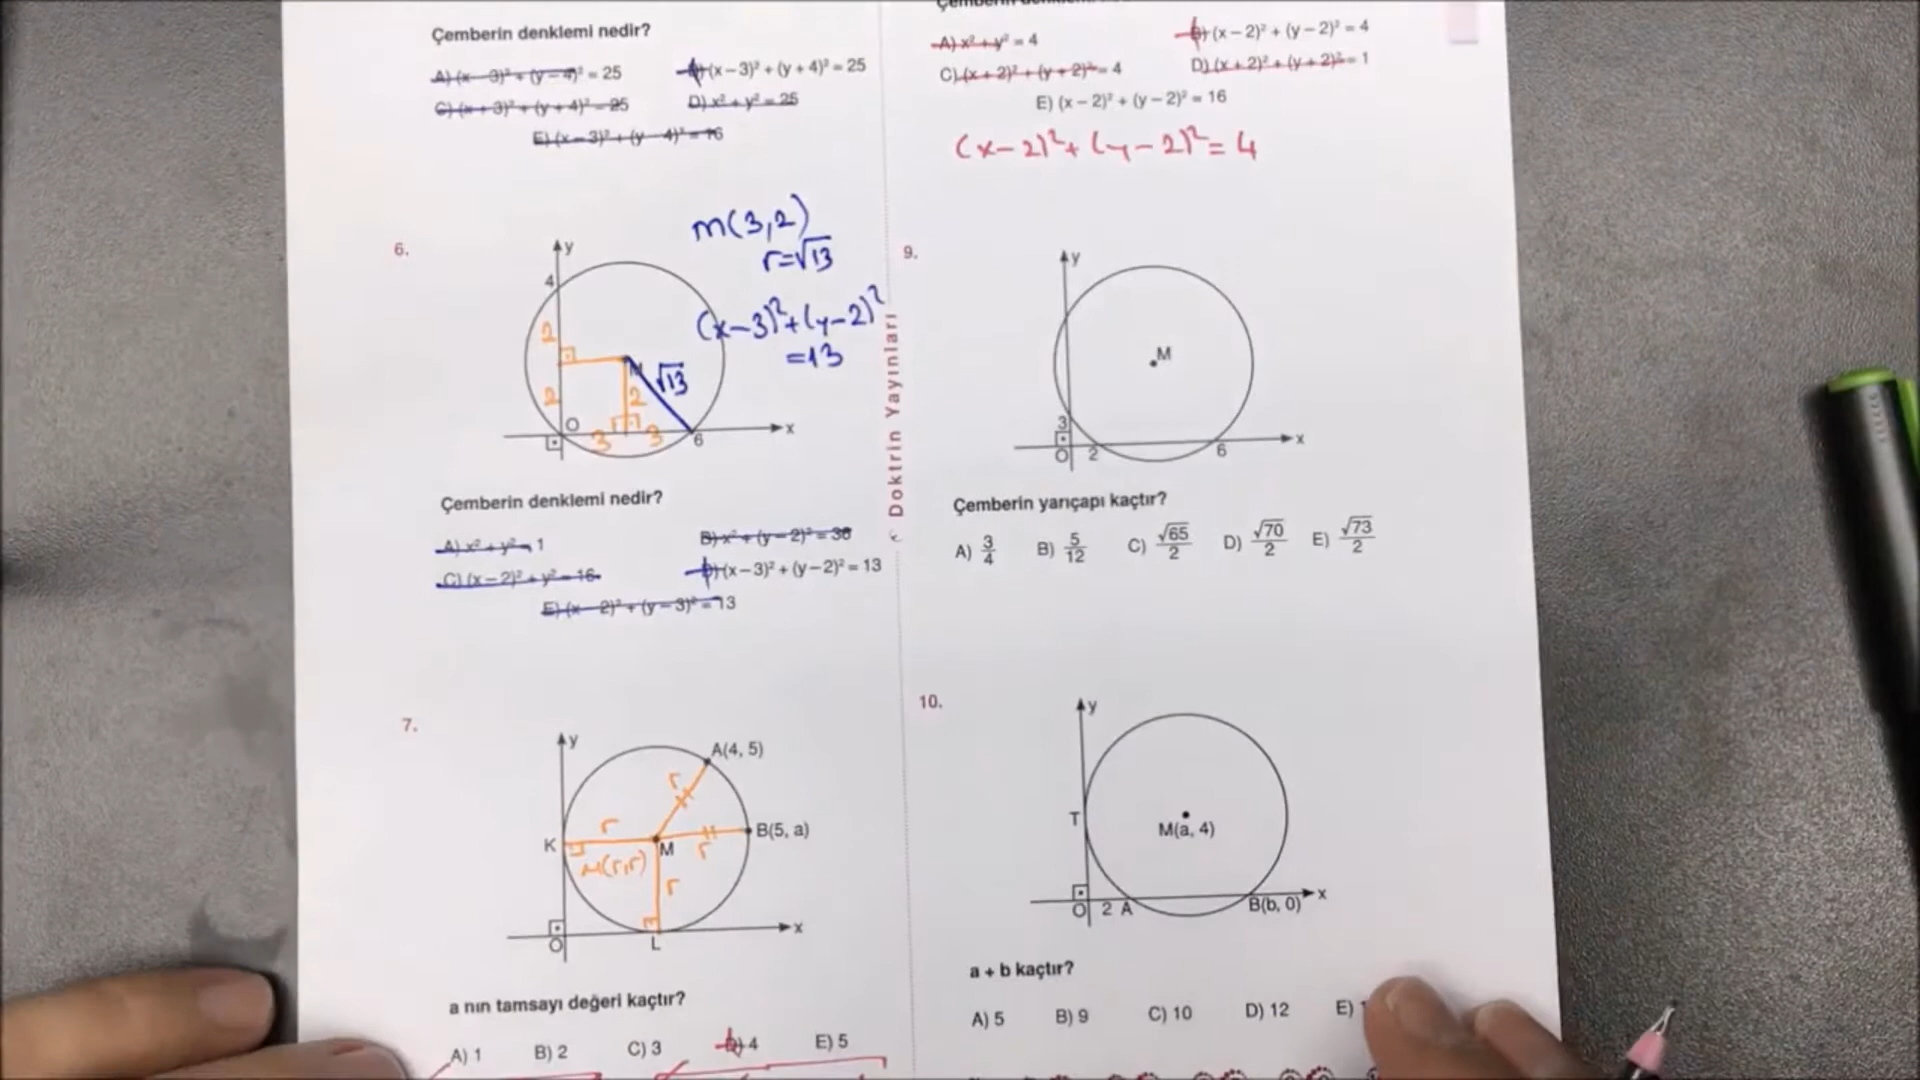 Çemberin denklemi nedir?
A) (x – 3)² + (y – 4)² = 25
B) (x – 3)² + (y + 4)² = 25
C) (x + 3)² + (y + 4)² = 25
D) x² + y² = 25
E) (x – 3)² + (y – 4)² = 16
6.
m(3,2)
r=√13
(x–3)²+(y–2)²
=13
y
4
2
2
M
√13
2
O
3
3
6
x
Çemberin denklemi nedir?
A) x² + y² = 1
B) x² + (y – 2)² = 36
C) (x – 2)² + y² = 16
D) (x – 3)² + (y – 2)² = 13
E) (x – 2)² + (y – 3)² = 13
7.
y
A(4, 5)
r
r
K
B(5, a)
M
r
M(r,r)
r
O
L
x
a nın tamsayı değeri kaçtır?
A) 1
B) 2
C) 3
D) 4
E) 5
Doktrin Yayınları
A) x² + y² = 4
B) (x – 2)² + (y – 2)² = 4
C) (x + 2)² + (y + 2)² = 4
D) (x + 2)² + (y + 2)² = 1
E) (x – 2)² + (y – 2)² = 16
(x–2)²+(y–2)²=4
9.
y
M
3
O
2
6
x
Çemberin yarıçapı kaçtır?
A) 3/4
B) 5/12
C) √65/2
D) √70/2
E) √73/2
10.
y
T
M(a, 4)
O
2
A
B(b, 0)
x
a + b kaçtır?
A) 5
B) 9
C) 10
D) 12
E)